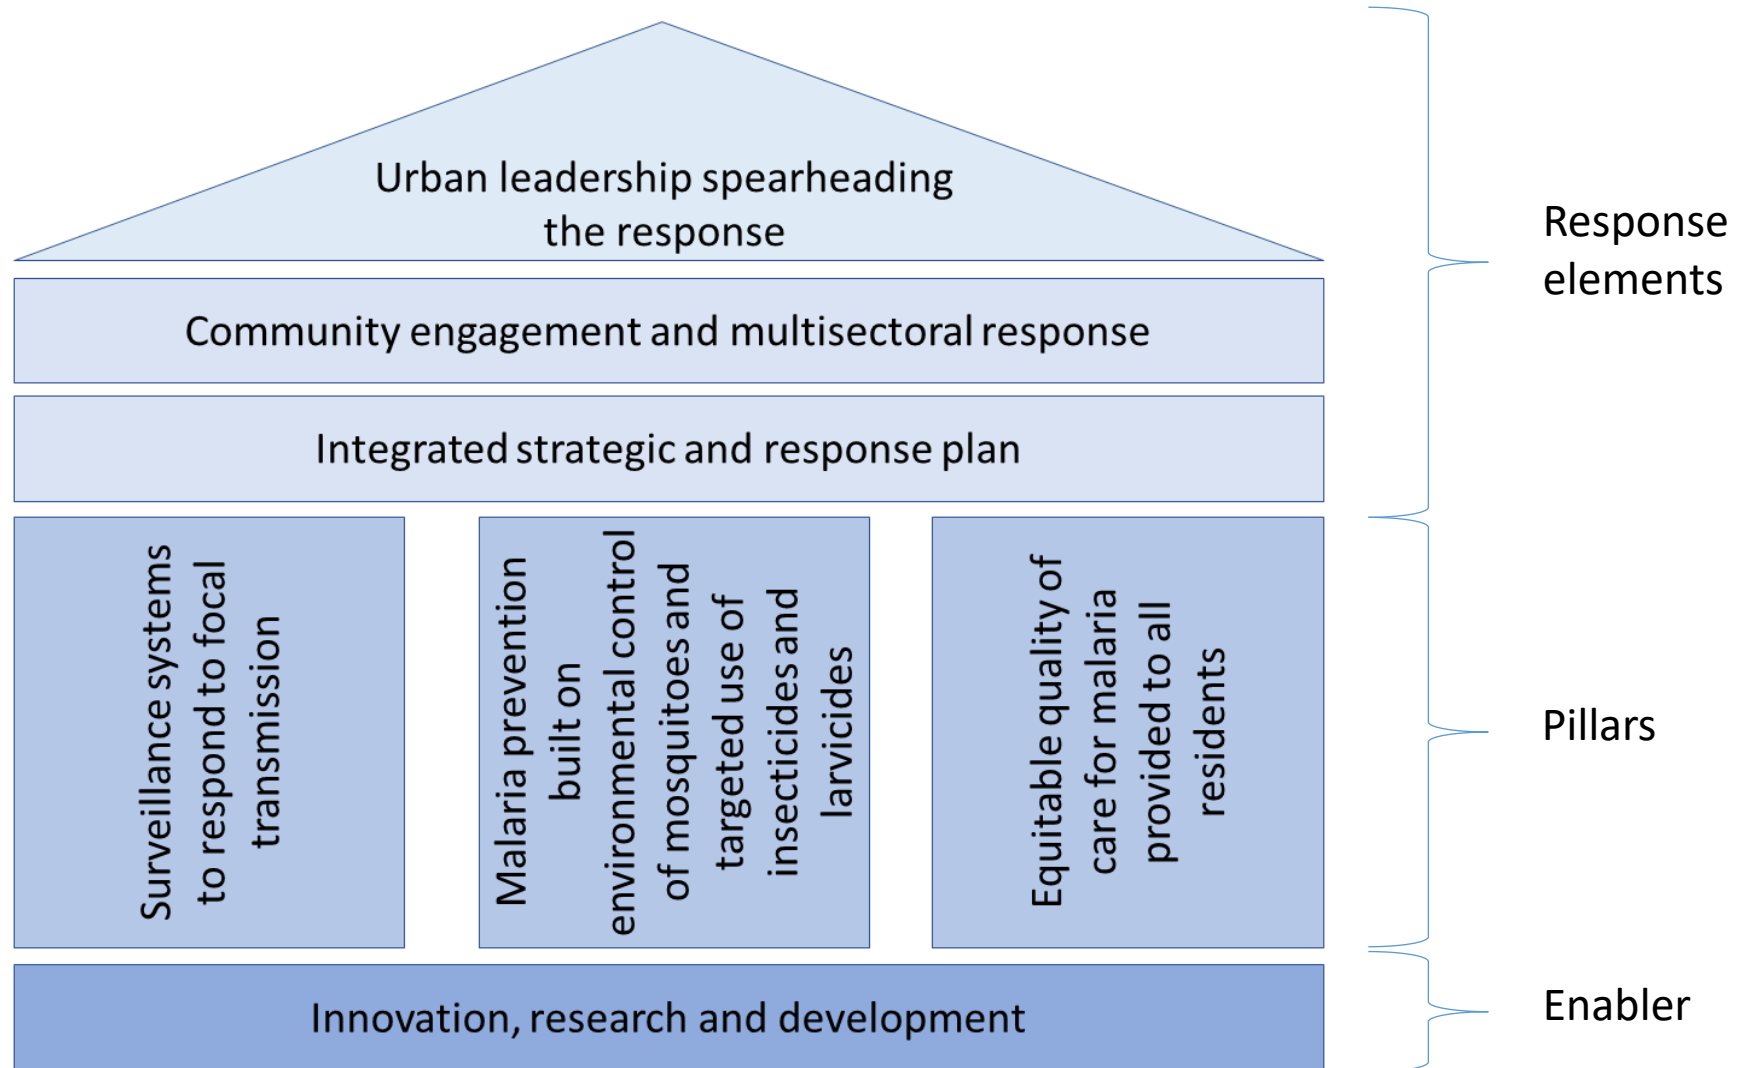 Urban leadership spearheading
the response
Community engagement and multisectoral response
Integrated strategic and response plan
Surveillance systems
to respond to focal
transmission
Malaria prevention
built on
environmental control
of mosquitoes and
targeted use of
insecticides and
larvicides
Equitable quality of
care for malaria
provided to all
residents
Innovation, research and development
Response
elements
Pillars
Enabler